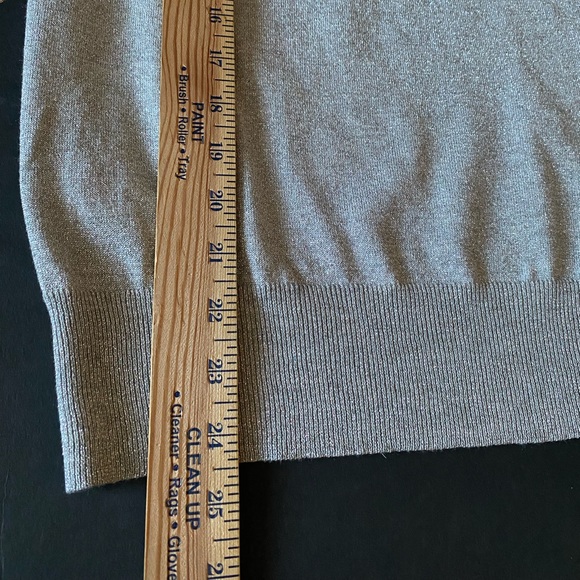 16
17
18
19
20
21
22
23
24
25
2
PAINT
• Brush • Roller • Tray
CLEAN UP
• Cleaner • Rags • Glove